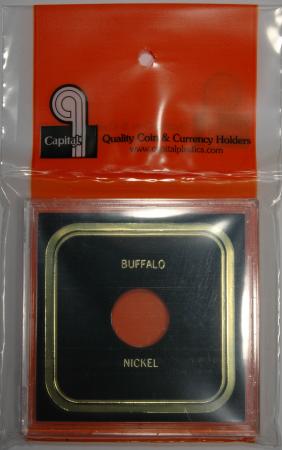 Capital
Quality Coin & Currency Holders
www.capitalplastics.com
BUFFALO
NICKEL